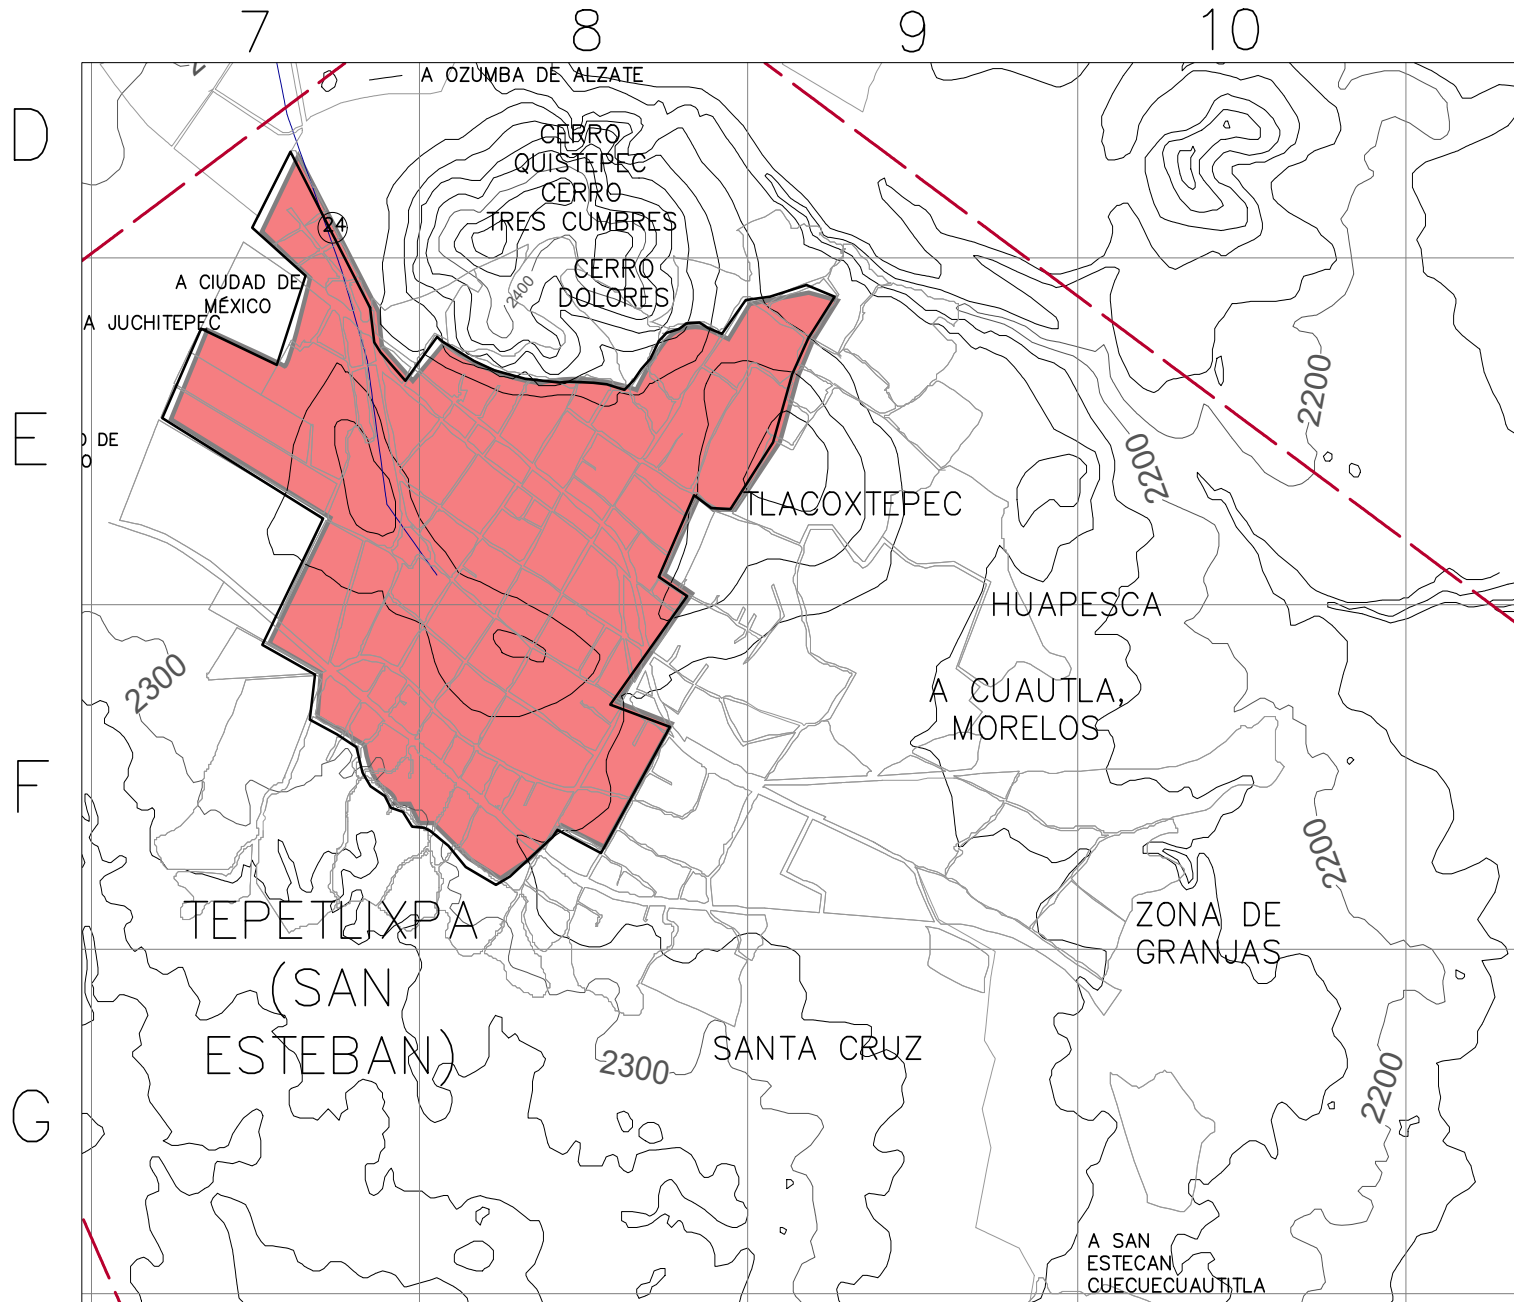 7 8 9 10
D
A OZUMBA DE ALZATE
CERRO
QUISTEPEC
CERRO
TRES CUMBRES
24
CERRO
DOLORES
2400
A CIUDAD DE
MÉXICO
A JUCHITEPEC
E
2200
2200
DE
TLACOXTEPEC
HUAPESCA
2300
A CUAUTLA,
MORELOS
F
2200
TEPETLIXPA
(SAN
ESTEBAN)
ZONA DE
GRANJAS
2300
SANTA CRUZ
2200
G
A SAN
ESTECAN
CUECUECUAUTITLA